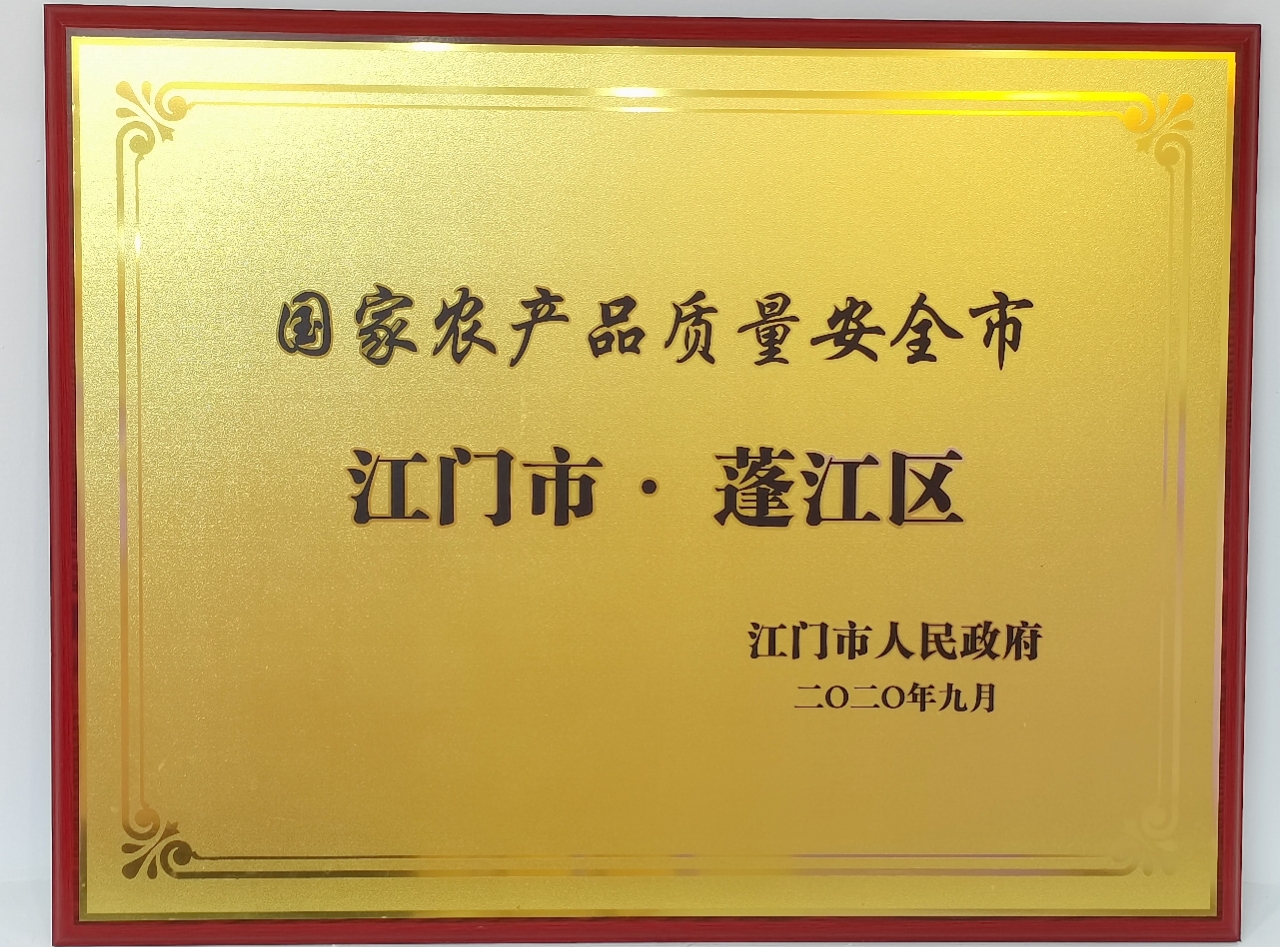 国家农产品质量安全市
江门市·蓬江区
江门市人民政府
二〇二〇年九月